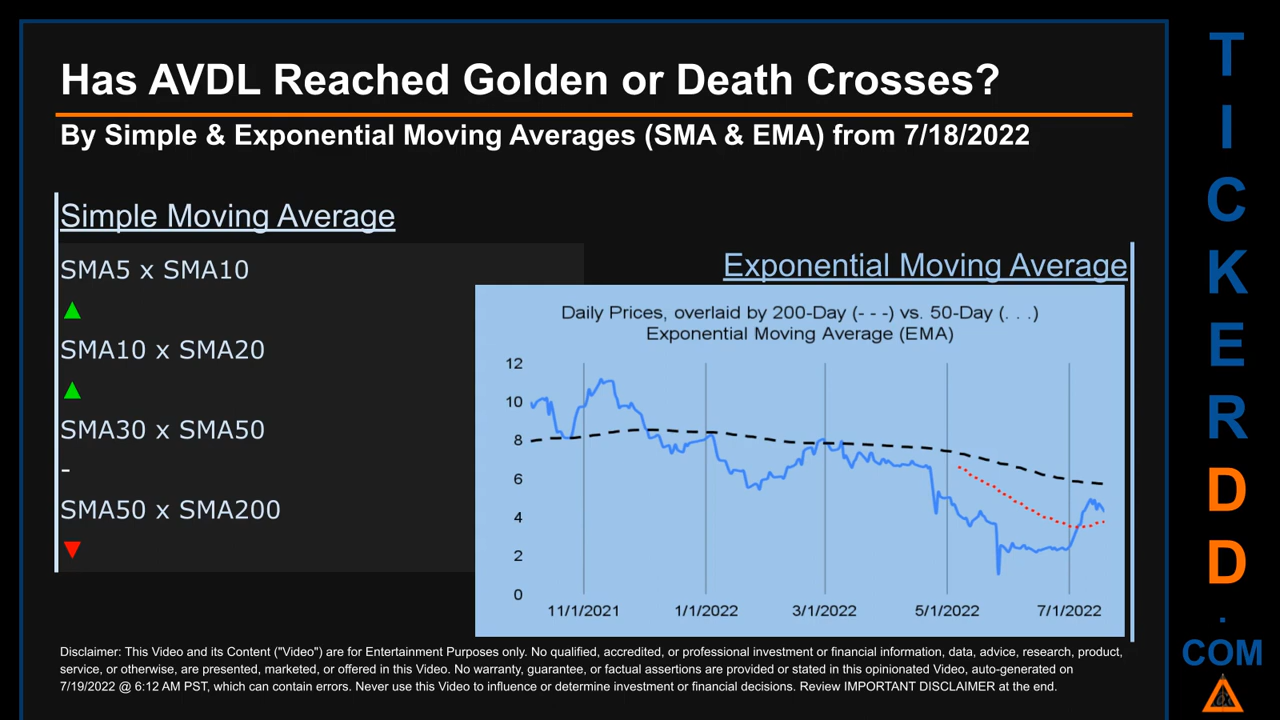 Has AVDL Reached Golden or Death Crosses?
By Simple & Exponential Moving Averages (SMA & EMA) from 7/18/2022
Simple Moving Average
SMA5 x SMA10
▲
SMA10 x SMA20
▲
SMA30 x SMA50
-
SMA50 x SMA200
▼
Exponential Moving Average
Daily Prices, overlaid by 200-Day (- - -) vs. 50-Day (. . .)
Exponential Moving Average (EMA)
12
10
8
6
4
2
0
11/1/2021 1/1/2022 3/1/2022 5/1/2022 7/1/2022
Disclaimer: This Video and its Content ("Video") are for Entertainment Purposes only. No qualified, accredited, or professional investment or financial information, data, advice, research, product,
service, or otherwise, are presented, marketed, or offered in this Video. No warranty, guarantee, or factual assertions are provided or stated in this opinionated Video, auto-generated on
7/19/2022 @ 6:12 AM PST, which can contain errors. Never use this Video to influence or determine investment or financial decisions. Review IMPORTANT DISCLAIMER at the end.
T
I
C
K
E
R
D
D
.
COM